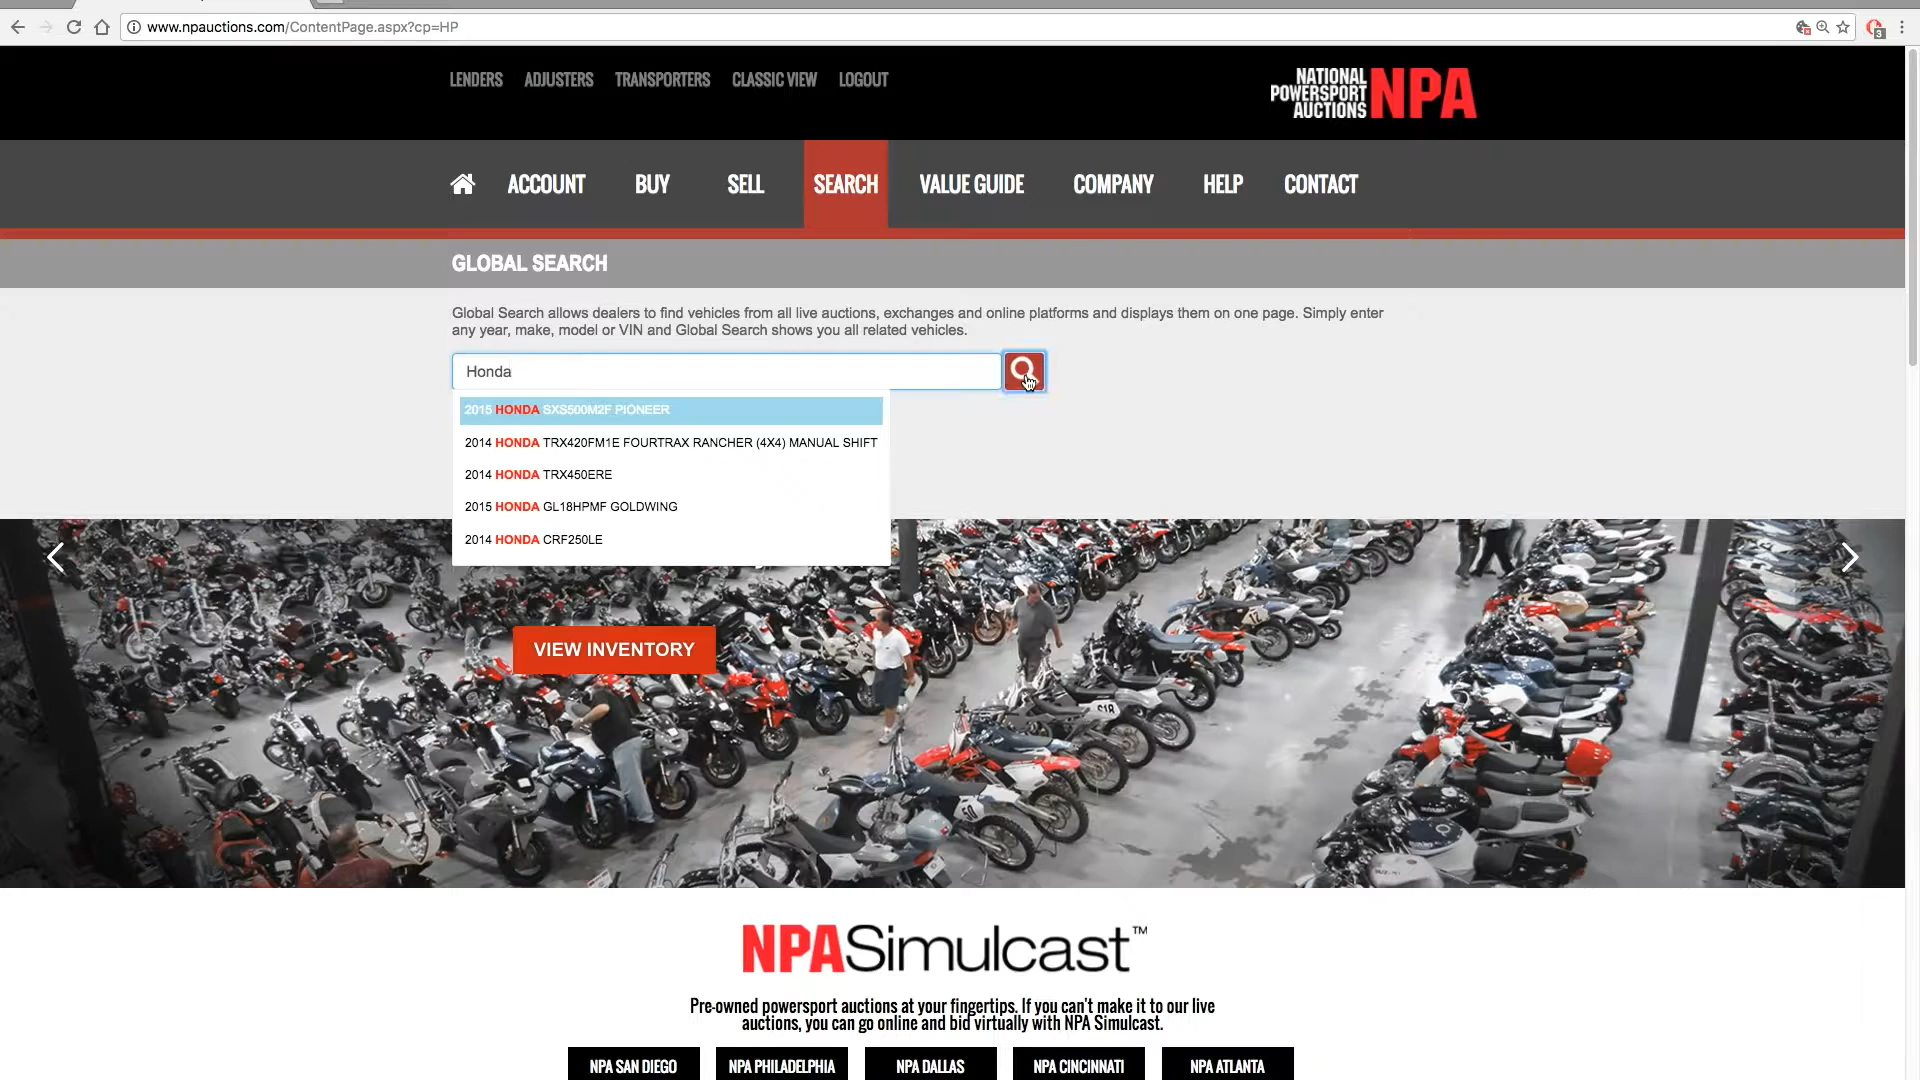 www.npauctions.com/ContentPage.aspx?cp=HP
3
LENDERS ADJUSTERS TRANSPORTERS CLASSIC VIEW LOGOUT
NATIONAL
POWERSPORT
AUCTIONS
NPA
ACCOUNT BUY SELL SEARCH VALUE GUIDE COMPANY HELP CONTACT
GLOBAL SEARCH
Global Search allows dealers to find vehicles from all live auctions, exchanges and online platforms and displays them on one page. Simply enter
any year, make, model or VIN and Global Search shows you all related vehicles.
Honda
2015 HONDA SXS500M2F PIONEER
2014 HONDA TRX420FM1E FOURTRAX RANCHER (4X4) MANUAL SHIFT
2014 HONDA TRX450ERE
2015 HONDA GL18HPMF GOLDWING
2014 HONDA CRF250LE
VIEW INVENTORY
NPASimulcast™
Pre-owned powersport auctions at your fingertips. If you can't make it to our live
auctions, you can go online and bid virtually with NPA Simulcast.
NPA SAN DIEGO NPA PHILADELPHIA NPA DALLAS NPA CINCINNATI NPA ATLANTA